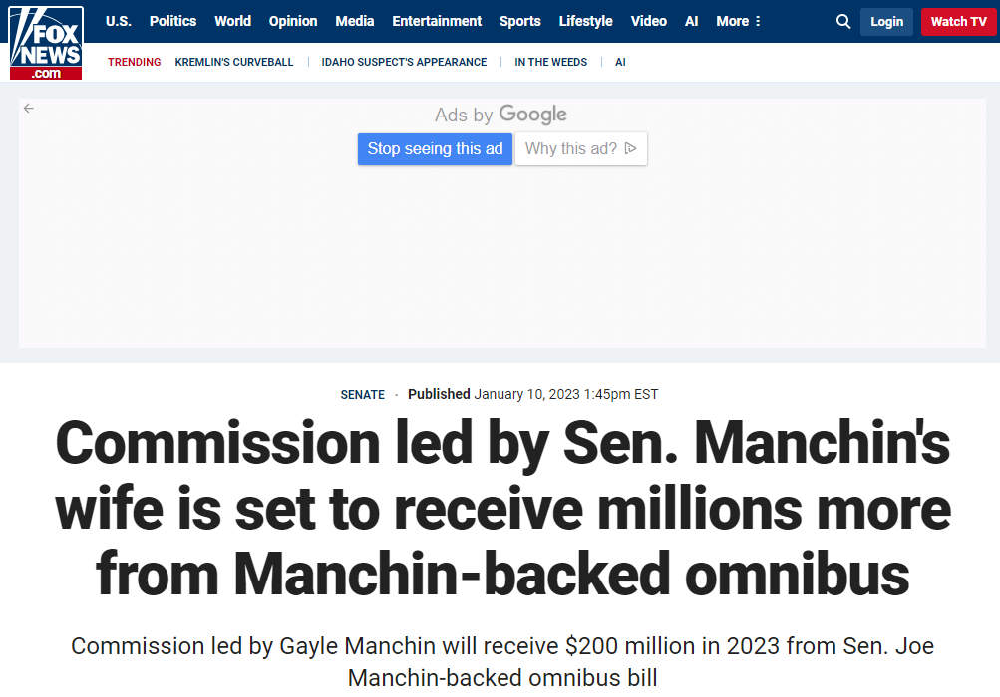 FOX
NEWS
.com
U.S. Politics World Opinion Media Entertainment Sports Lifestyle Video AI More Login Watch TV
TRENDING KREMLIN'S CURVEBALL IDAHO SUSPECT'S APPEARANCE IN THE WEEDS AI
Ads by Google
Stop seeing this ad Why this ad?
SENATE · Published January 10, 2023 1:45pm EST
Commission led by Sen. Manchin's
wife is set to receive millions more
from Manchin-backed omnibus
Commission led by Gayle Manchin will receive $200 million in 2023 from Sen. Joe
Manchin-backed omnibus bill